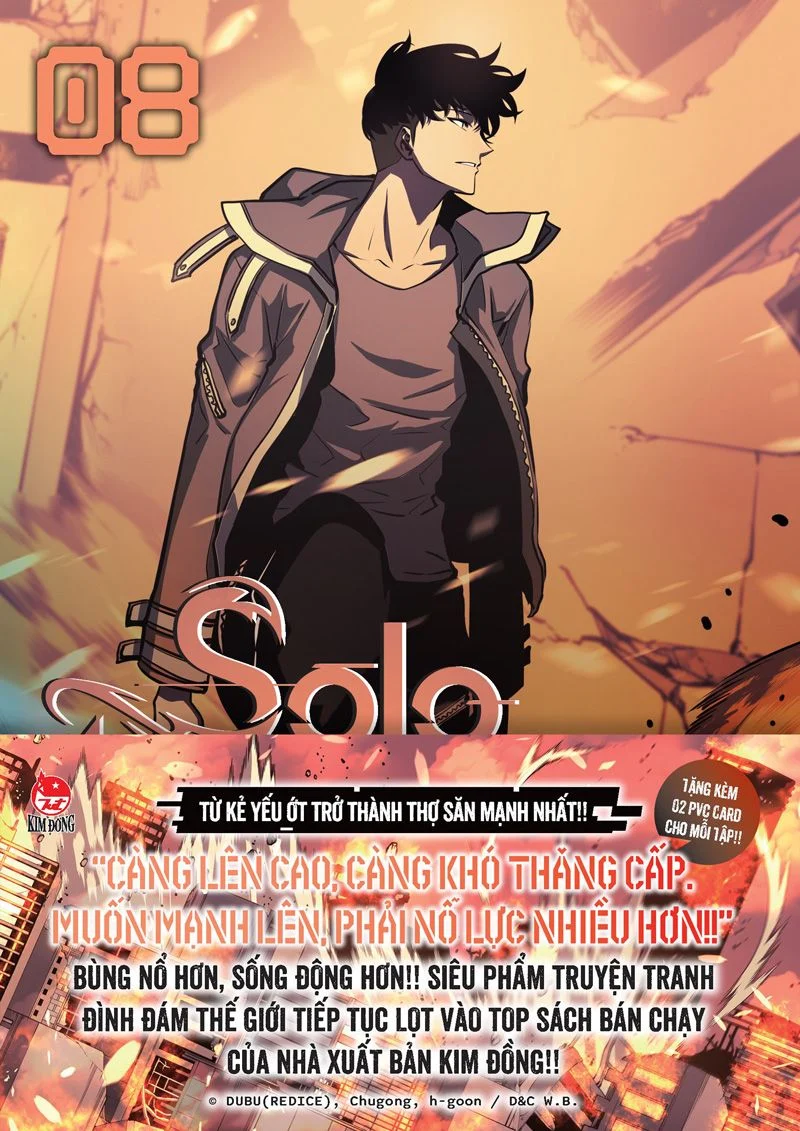 08
Solo
KIM ĐỒNG
TỪ KẺ YẾU ỚT TRỞ THÀNH THỢ SĂN MẠNH NHẤT!!
TẶNG KÈM
02 PVC CARD
CHO MỖI TẬP!!
"CÀNG LÊN CAO, CÀNG KHÓ THĂNG CẤP.
MUỐN MẠNH LÊN, PHẢI NỖ LỰC NHIỀU HƠN!!!"
BÙNG NỔ HƠN, SỐNG ĐỘNG HƠN!! SIÊU PHẨM TRUYỆN TRANH
ĐÌNH ĐÁM THẾ GIỚI TIẾP TỤC LỌT VÀO TOP SÁCH BÁN CHẠY
CỦA NHÀ XUẤT BẢN KIM ĐỒNG!!
© DUBU(REDICE), Chugong, h-goon / D&C W.B.